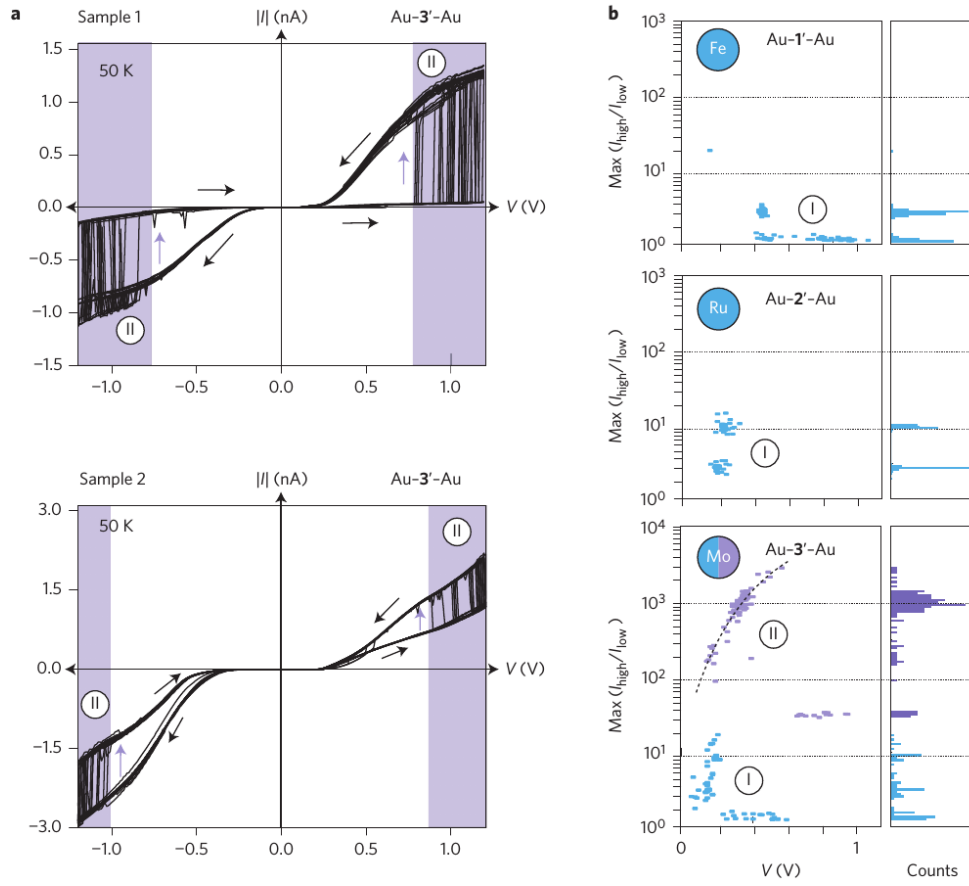 a
Sample 1
|I| (nA)
Au–3′–Au
1.5
50 K
II
1.0
0.5
0.0
V (V)
−0.5
−1.0
II
−1.5
−1.0
−0.5
0.0
0.5
1.0
Sample 2
|I| (nA)
Au–3′–Au
3.0
50 K
II
1.5
0.0
V (V)
II
−1.5
−3.0
−1.0
−0.5
0.0
0.5
1.0
b
10³
Fe
Au–1′–Au
10²
Max (I_high/I_low)
10¹
I
10⁰
10³
Ru
Au–2′–Au
10²
Max (I_high/I_low)
10¹
I
10⁰
10⁴
Mo
Au–3′–Au
10³
II
Max (I_high/I_low)
10²
10¹
I
10⁰
0
1
V (V)
Counts